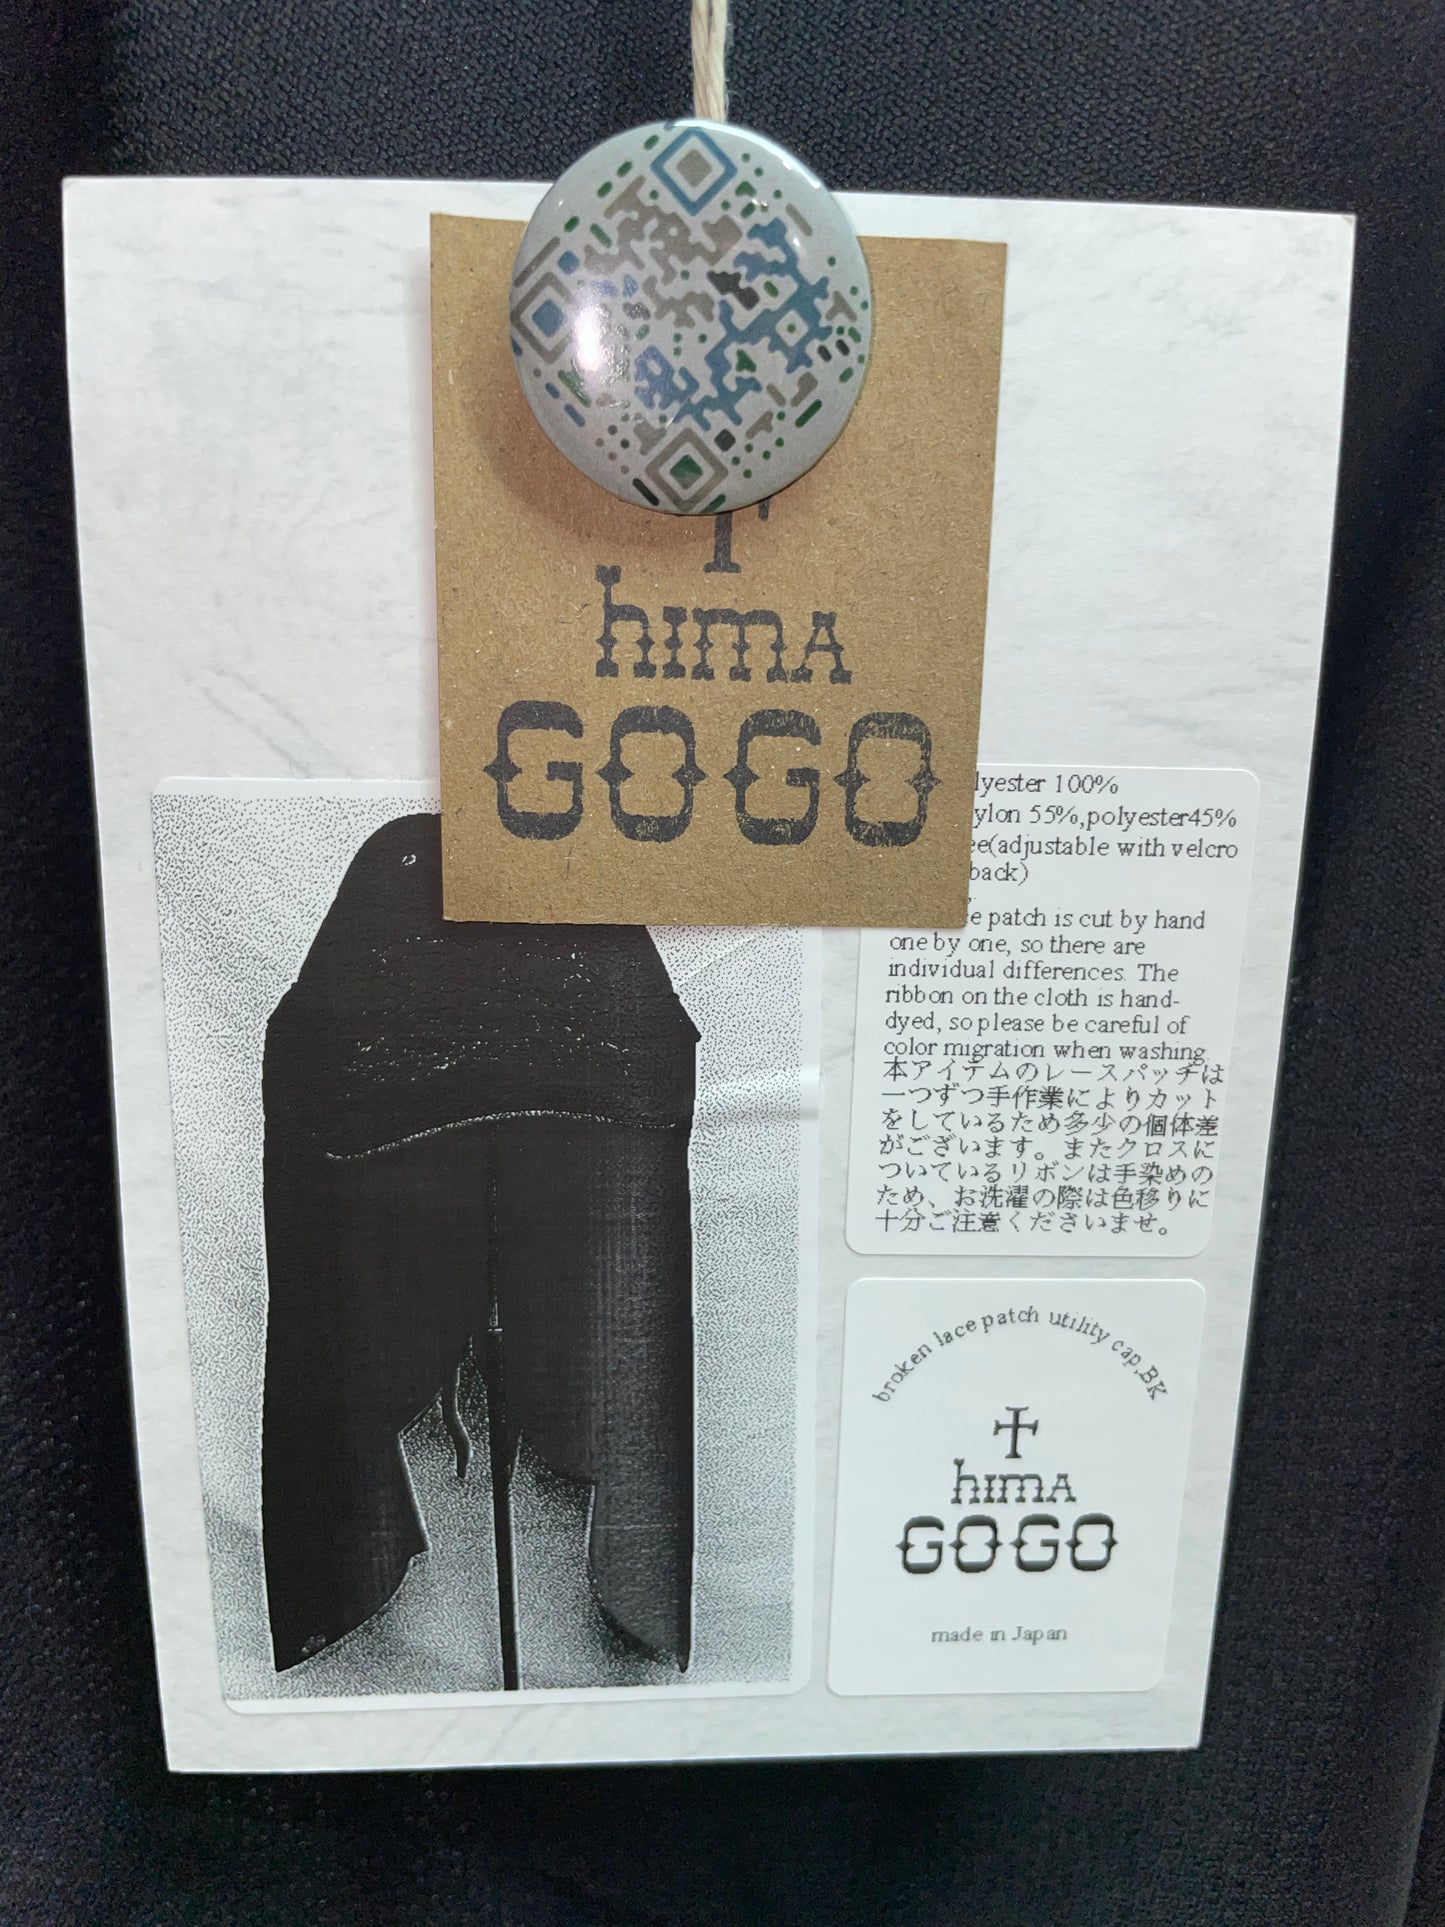 hima
GOGO
100%
55%,polyester45%
(adjustable with velcro
back)
patch is cut by hand
one by one, so there are
individual differences. The
ribbon on the cloth is hand-
dyed, so please be careful of
color migration when washing.
本アイテムのレースパッチは
一つずつ手作業によりカット
をしているため多少の個体差
がございます。またクロスに
ついているリボンは手染めの
ため、お洗濯の際は色移りに
十分ご注意くださいませ。
broken lace patch utility cap,BK
hima
GOGO
made in Japan